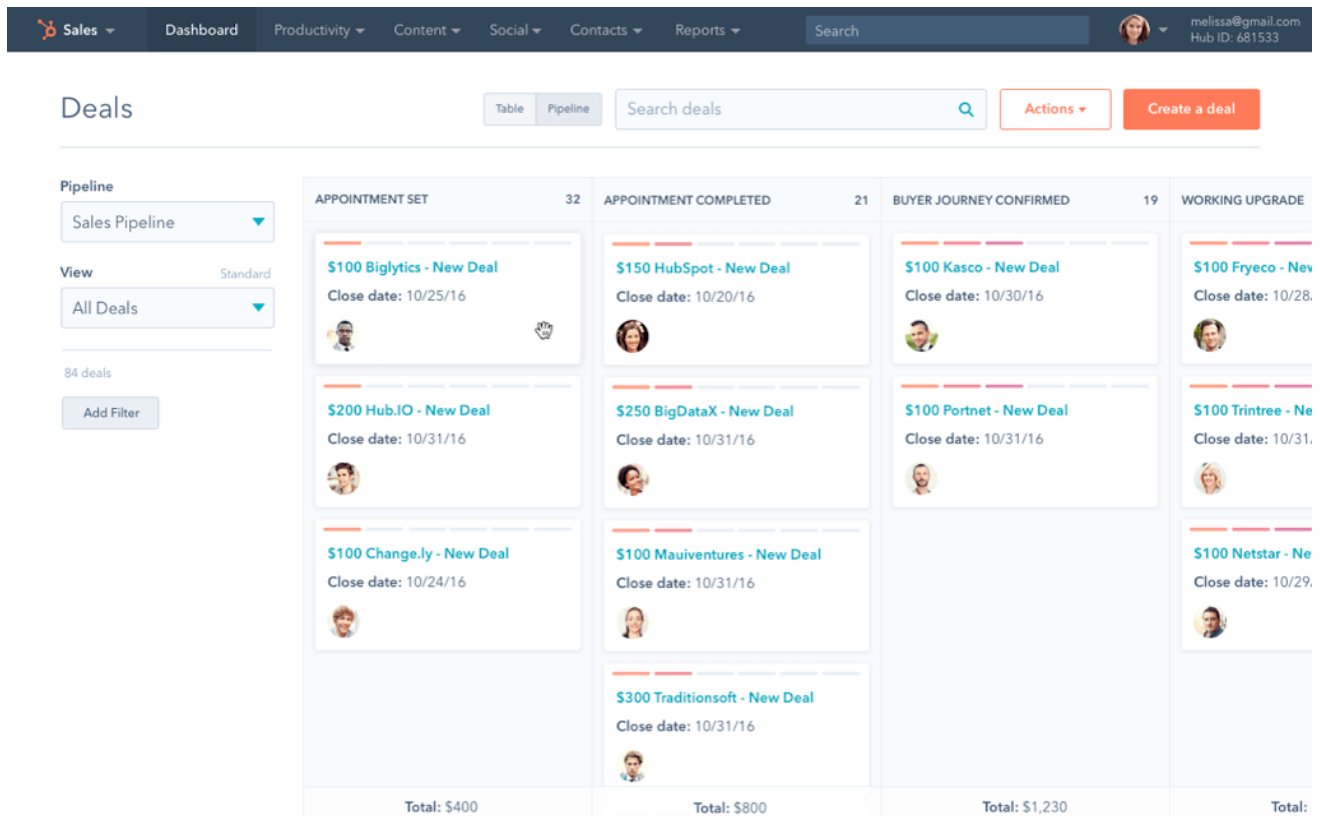 Sales
Dashboard
Productivity
Content
Social
Contacts
Reports
Search
melissa@gmail.com
Hub ID: 681533
Deals
Table
Pipeline
Search deals
Actions
Create a deal
Pipeline
Sales Pipeline
View Standard
All Deals
84 deals
Add Filter
APPOINTMENT SET 32
$100 Biglytics - New Deal
Close date: 10/25/16
$200 Hub.IO - New Deal
Close date: 10/31/16
$100 Change.ly - New Deal
Close date: 10/24/16
Total: $400
APPOINTMENT COMPLETED 21
$150 HubSpot - New Deal
Close date: 10/20/16
$250 BigDataX - New Deal
Close date: 10/31/16
$100 Mauiventures - New Deal
Close date: 10/31/16
$300 Traditionsoft - New Deal
Close date: 10/31/16
Total: $800
BUYER JOURNEY CONFIRMED 19
$100 Kasco - New Deal
Close date: 10/30/16
$100 Portnet - New Deal
Close date: 10/31/16
Total: $1,230
WORKING UPGRADE
$100 Fryeco - New
Close date: 10/28
$100 Trintree - Ne
Close date: 10/31
$100 Netstar - Ne
Close date: 10/29
Total: